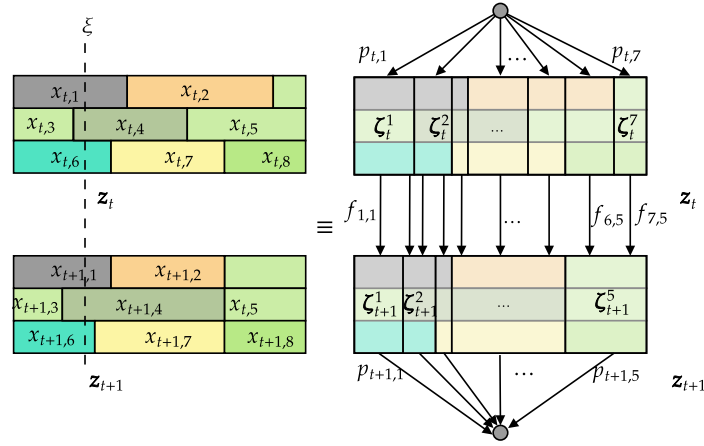 ξ
x_{t,1} x_{t,2}
x_{t,3} x_{t,4} x_{t,5}
x_{t,6} x_{t,7} x_{t,8}
z_t
x_{t+1,1} x_{t+1,2}
x_{t+1,3} x_{t+1,4} x_{t,5}
x_{t+1,6} x_{t+1,7} x_{t+1,8}
z_{t+1}
≡
p_{t,1} ... p_{t,7}
ζ_t^1 ζ_t^2 ... ζ_t^7
f_{1,1} ... f_{6,5} f_{7,5} z_t
ζ_{t+1}^1 ζ_{t+1}^2 ... ζ_{t+1}^5
p_{t+1,1} ... p_{t+1,5} z_{t+1}